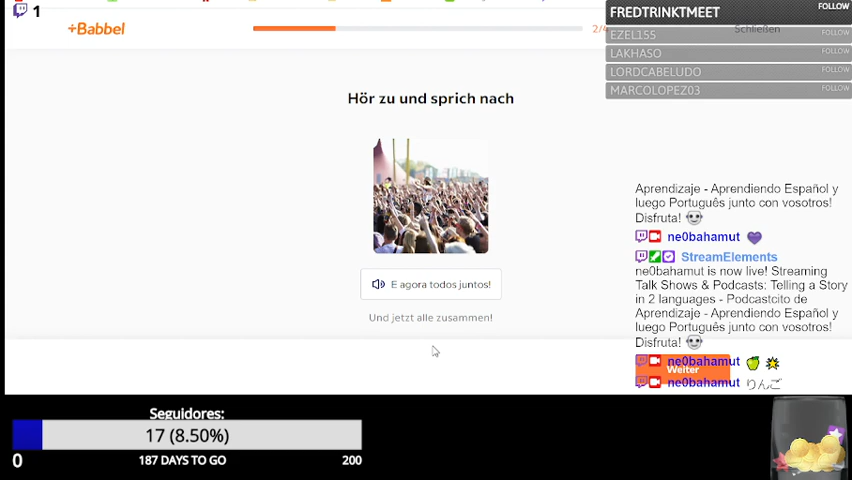 1
+Babbel
2/4
Schließen
FREDTRINKTMEET FOLLOW
EZEL155 FOLLOW
LAKHASO FOLLOW
LORDCABELUDO FOLLOW
MARCOLOPEZ03 FOLLOW
Hör zu und sprich nach
E agora todos juntos!
Und jetzt alle zusammen!
Weiter
Aprendizaje - Aprendiendo Español y
luego Português junto con vosotros!
Disfruta!
ne0bahamut
StreamElements
ne0bahamut is now live! Streaming
Talk Shows & Podcasts: Telling a Story
in 2 languages - Podcastcito de
Aprendizaje - Aprendiendo Español y
luego Português junto con vosotros!
Disfruta!
ne0bahamut
ne0bahamut りんご
Seguidores:
17 (8.50%)
0 187 DAYS TO GO 200